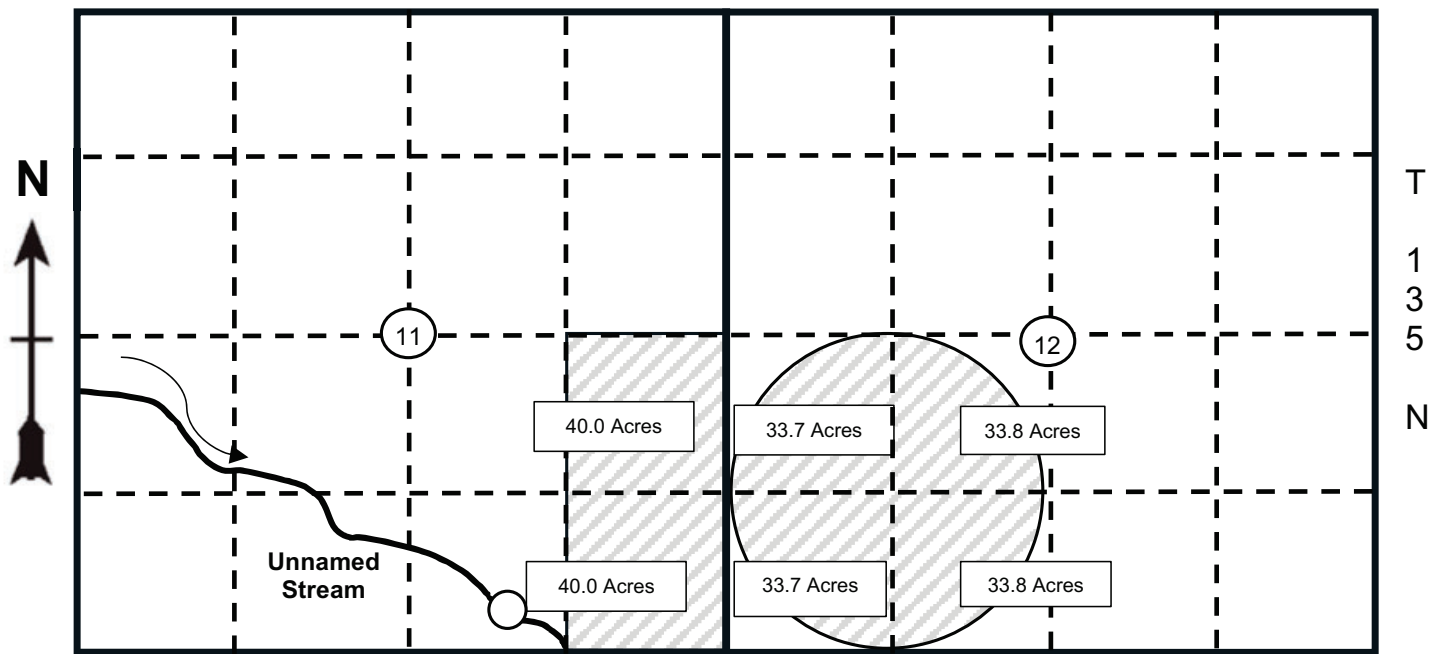 N
T
1
3
5
N
11
12
40.0 Acres
33.7 Acres
33.8 Acres
Unnamed
Stream
40.0 Acres
33.7 Acres
33.8 Acres